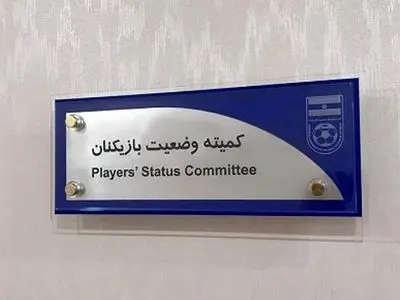 کمیته وضعیت بازیکنان
Players' Status Committee